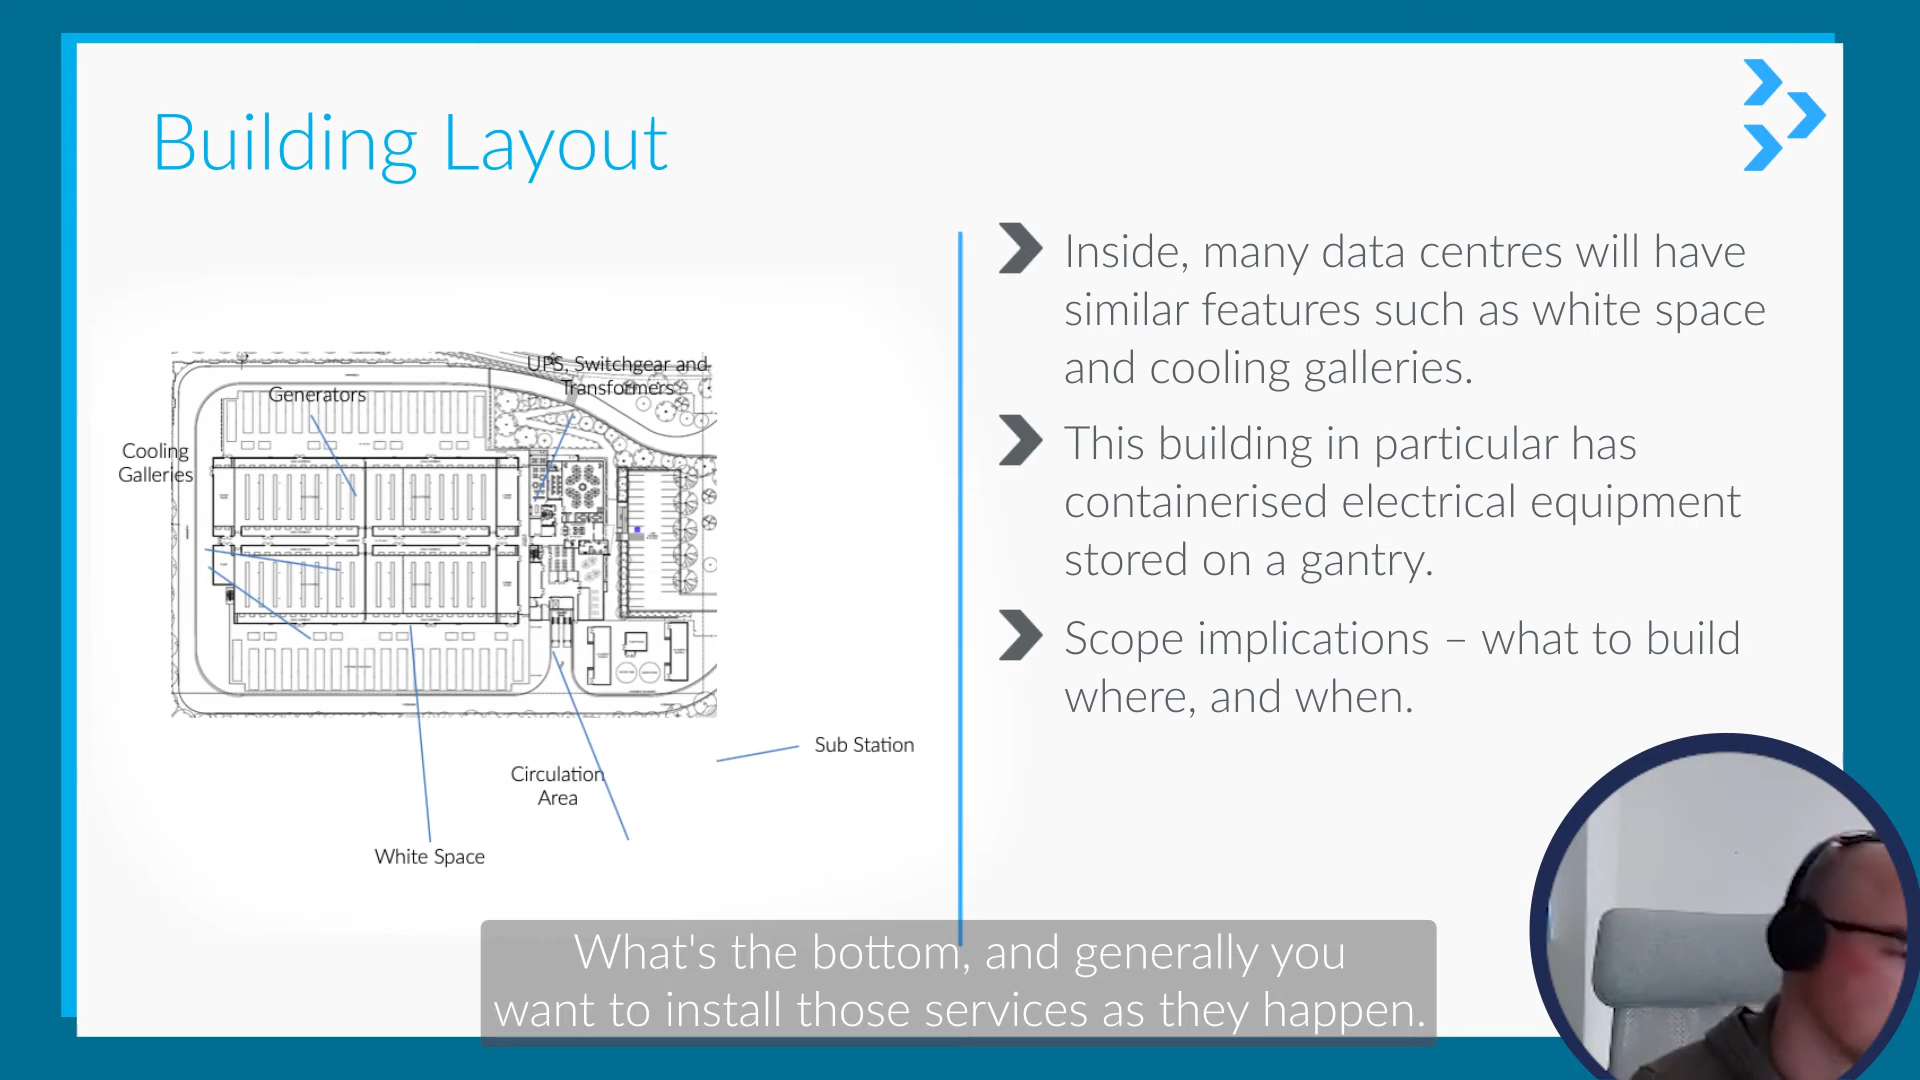 Building Layout
Inside, many data centres will have
similar features such as white space
and cooling galleries.
This building in particular has
containerised electrical equipment
stored on a gantry.
Scope implications – what to build
where, and when.
UPS, Switchgear and
Transformers
Generators
Cooling
Galleries
Sub Station
Circulation
Area
White Space
What's the bottom, and generally you
want to install those services as they happen.